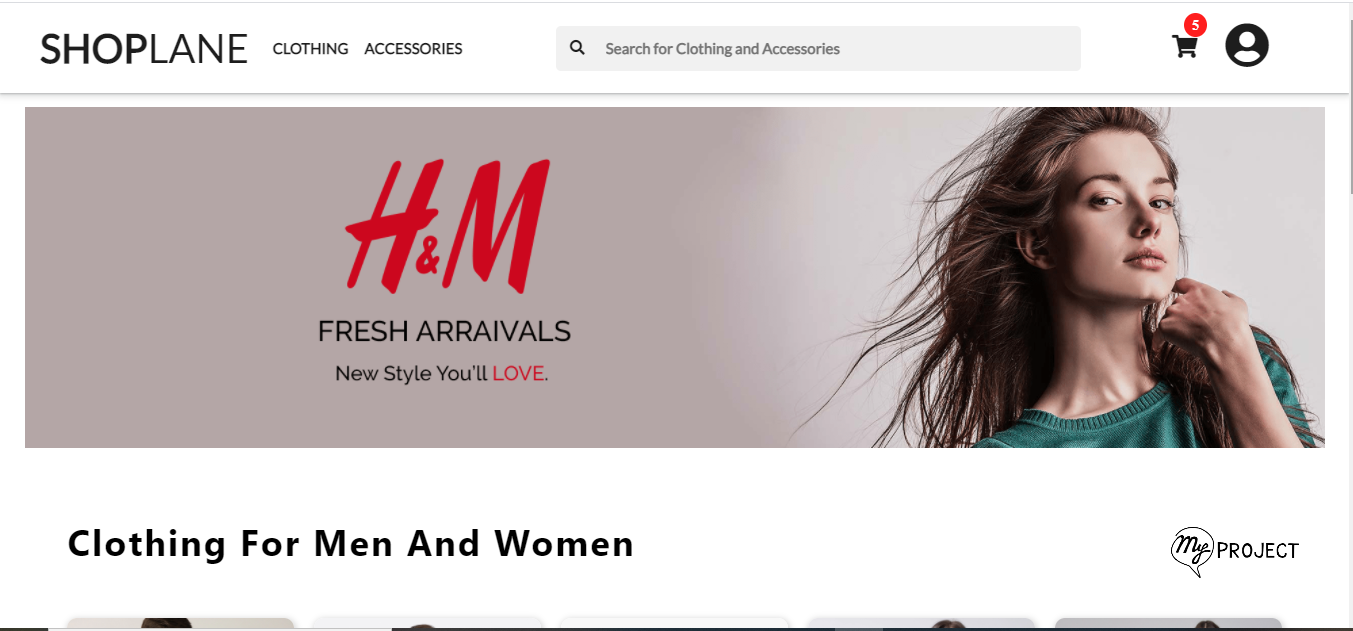 SHOPLANE CLOTHING ACCESSORIES Search for Clothing and Accessories 5
H&M
FRESH ARRAIVALS
New Style You'll LOVE.
Clothing For Men And Women
My PROJECT